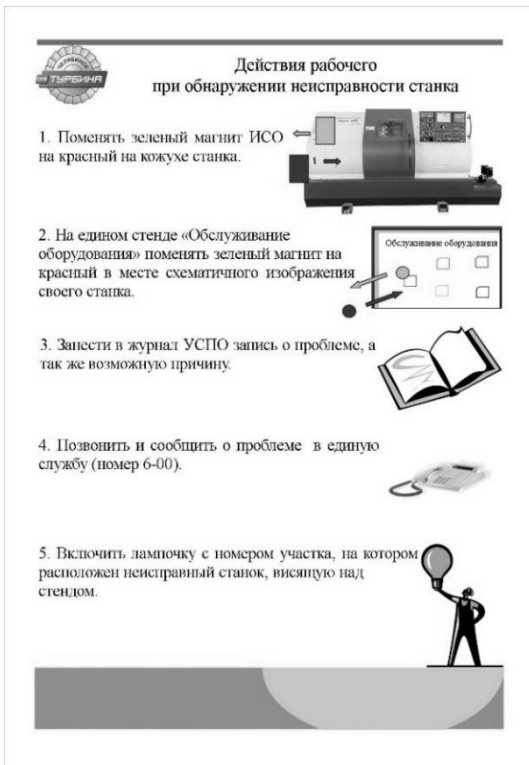 ЧЕЛЯБИНСК
ТУРБИНА
Действия рабочего
при обнаружении неисправности станка
1. Поменять зеленый магнит ИСО
на красный на кожухе станка.
2. На едином стенде «Обслуживание
оборудования» поменять зеленый магнит на
красный в месте схематичного изображения
своего станка.
Обслуживание оборудования
3. Занести в журнал УСПО запись о проблеме, а
так же возможную причину.
4. Позвонить и сообщить о проблеме в единую
службу (номер 6-00).
5. Включить лампочку с номером участка, на котором
расположен неисправный станок, висящую над
стендом.